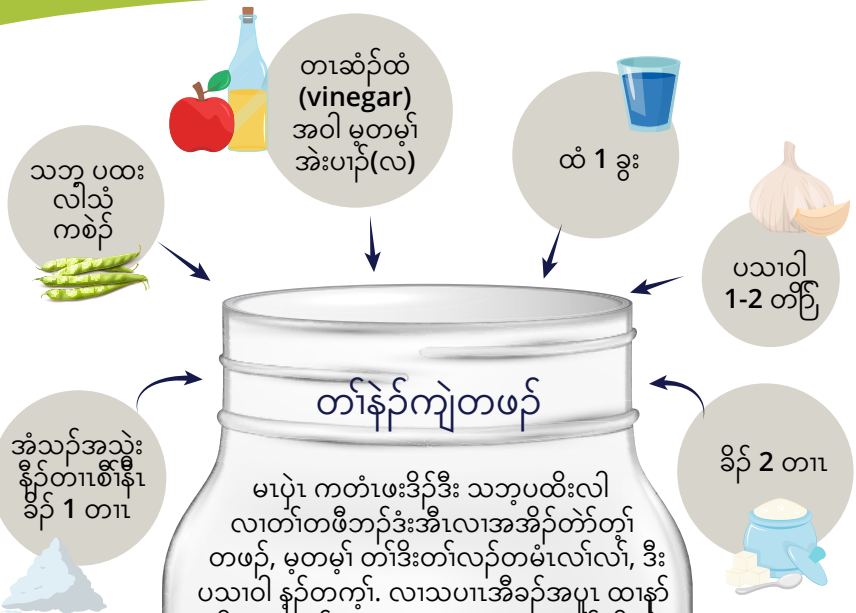 တၢဆံၣ်ထံ
(vinegar)
အဝါ မ့တမ့ၢ်
အဲးပၢၣ်(လ)
ထံ 1 ခွး
သဘ့ ပထး
လါသံ
ကစဲၣ်
ပသၢဝါ
1-2 တဖြိၣ်
တၢ်နဲၣ်ကျဲတဖၣ်
အံသၣ်အသွဲး
နီၣ်တၢးစိၢ်နီၤ
ခိၣ် 1 တၢး
ခိၣ် 2 တၢး
မၤပှဲၤ ကတံၤဖးဒိၣ်ဒီး သဘ့ပထိးလါ
လၢတၢ်တဖီဘၣ်ဒံးအီၤလၢအအိၣ်တဲာ်တ့ၢ်
တဖၣ်, မ့တမ့ၢ် တၢ်ဒိးတၢ်လၣ်တမံၤလၢ်လၢ်, ဒီး
ပသၢဝါ န့ၣ်တက့ၢ်. လၢသပၢၤအီခၣ်အပူၤ ထၢနုာ်